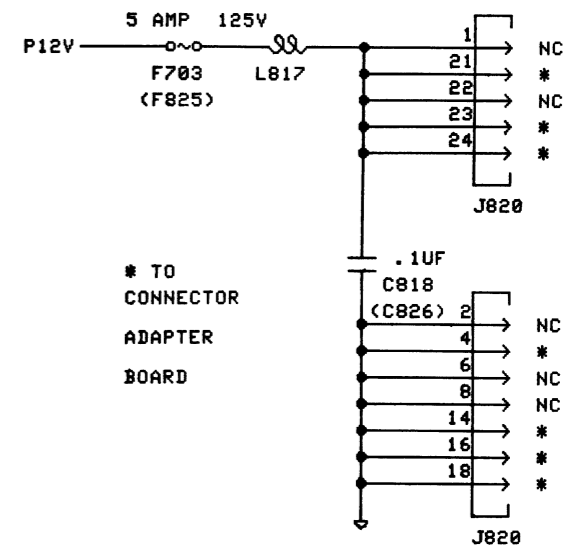 5 AMP 125V
P12V
F703 L817
(F825)
1 NC
21 *
22 NC
23 *
24 *
J820
.1UF
C818
(C826)
* TO
CONNECTOR
ADAPTER
BOARD
2 NC
4 *
6 NC
8 NC
14 *
16 *
18 *
J820